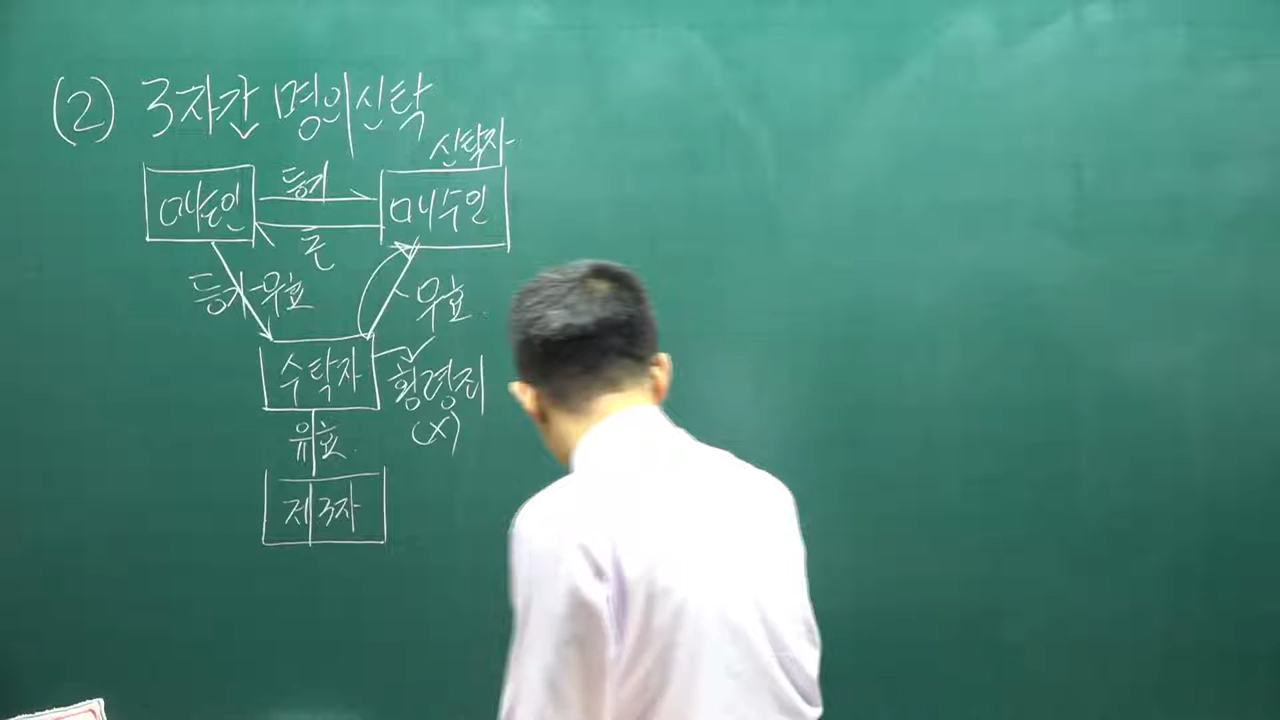 (2) 3자간 명의신탁
신탁자
매도인 등기 매수인
돈
등기 무효 무효
수탁자 횡령죄
(X)
유효
제3자